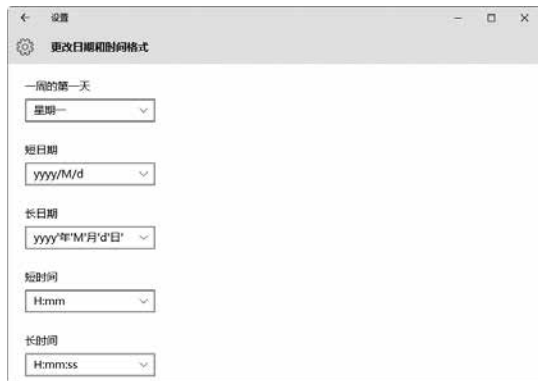 设置
更改日期和时间格式
一周的第一天
星期一
短日期
yyyy/M/d
长日期
yyyy'年'M'月'd'日'
短时间
H:mm
长时间
H:mm:ss